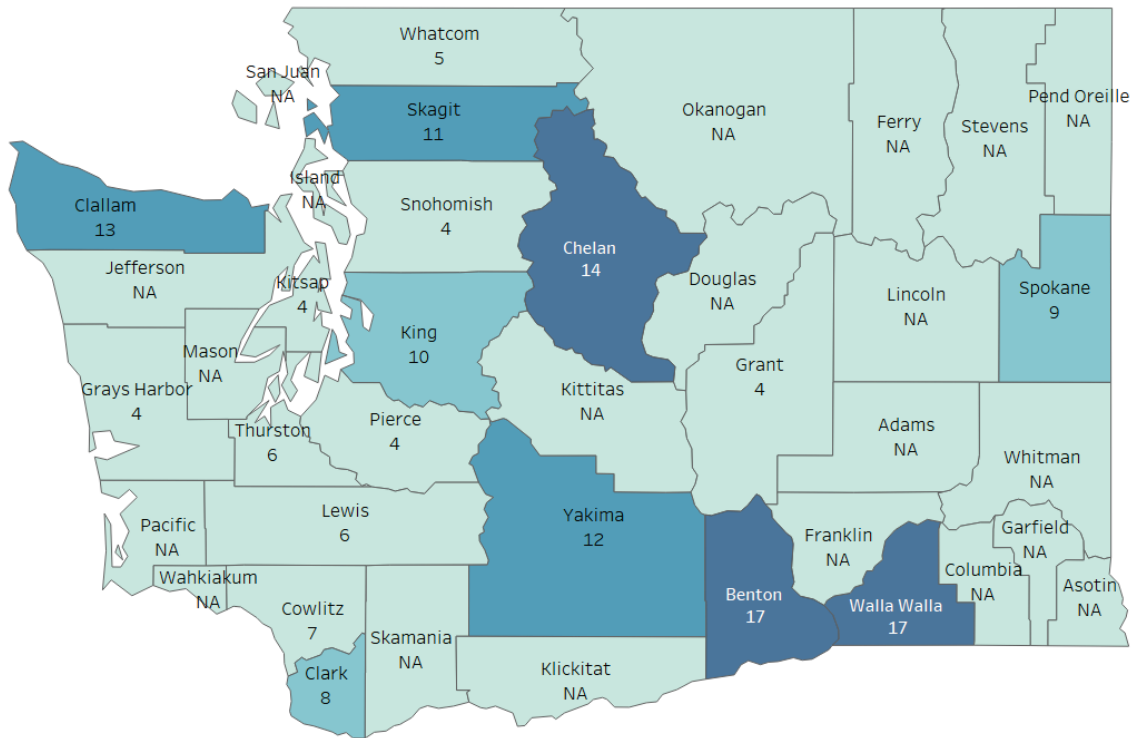 Whatcom
5
San Juan
NA
Skagit
11
Okanogan
NA
Ferry
NA
Stevens
NA
Pend Oreille
NA
Clallam
13
Island
NA
Snohomish
4
Chelan
14
Jefferson
NA
Kitsap
4
Douglas
NA
Lincoln
NA
Spokane
9
King
10
Mason
NA
Grays Harbor
4
Kittitas
NA
Grant
4
Thurston
6
Pierce
4
Adams
NA
Whitman
NA
Pacific
NA
Lewis
6
Yakima
12
Franklin
NA
Garfield
NA
Wahkiakum
NA
Cowlitz
7
Columbia
NA
Asotin
NA
Benton
17
Walla Walla
17
Skamania
NA
Clark
8
Klickitat
NA